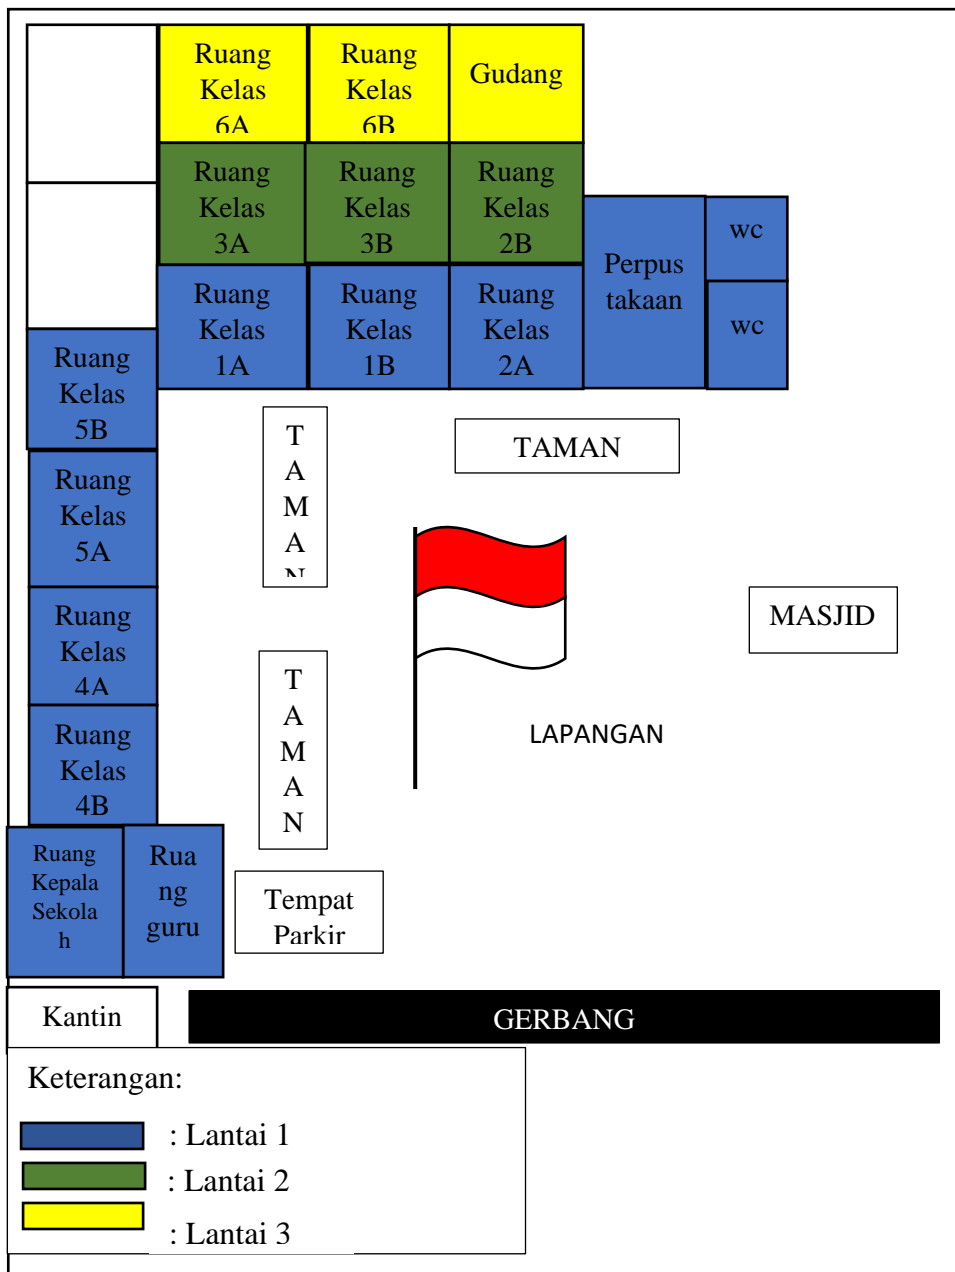 Ruang
Kelas
6A
Ruang
Kelas
6B
Gudang
Ruang
Kelas
3A
Ruang
Kelas
3B
Ruang
Kelas
2B
Perpus
takaan
wc
wc
Ruang
Kelas
1A
Ruang
Kelas
1B
Ruang
Kelas
2A
Ruang
Kelas
5B
T
A
M
A
N
TAMAN
Ruang
Kelas
5A
MASJID
Ruang
Kelas
4A
T
A
M
A
N
LAPANGAN
Ruang
Kelas
4B
Ruang
Kepala
Sekola
h
Rua
ng
guru
Tempat
Parkir
Kantin
GERBANG
Keterangan:
: Lantai 1
: Lantai 2
: Lantai 3